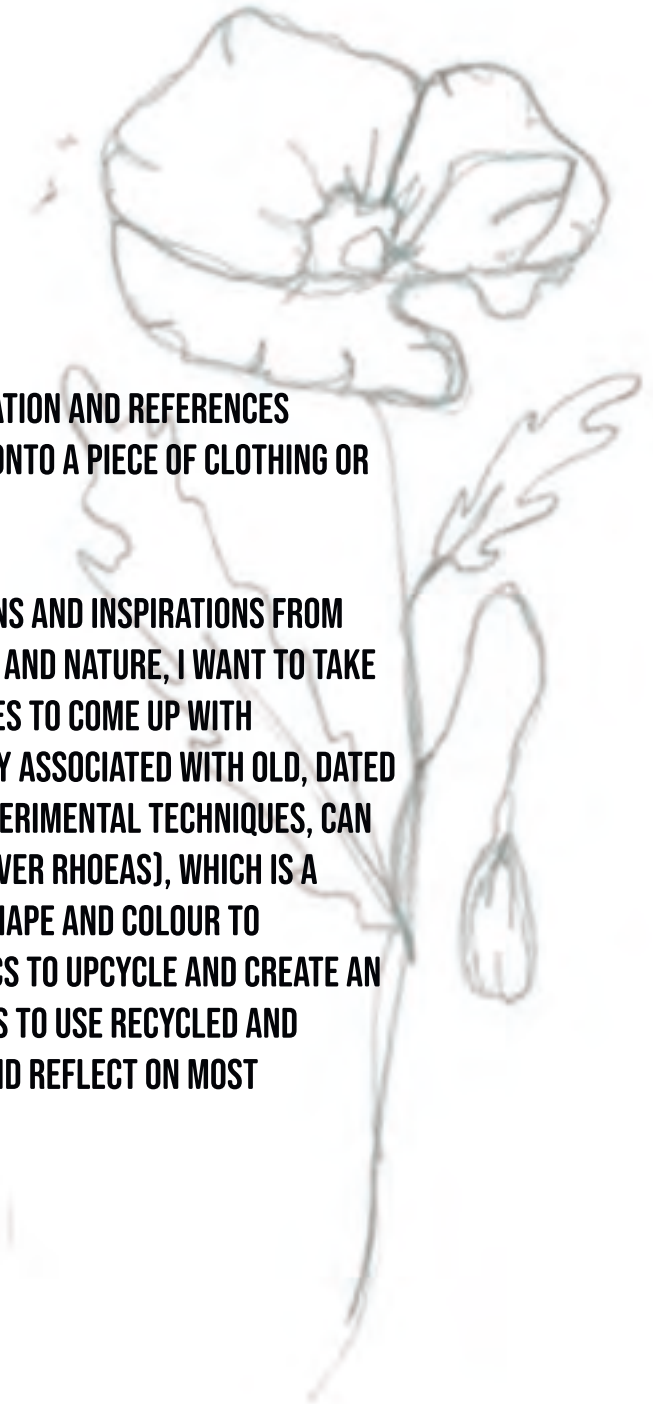 ATION AND REFERENCES
ONTO A PIECE OF CLOTHING OR
NS AND INSPIRATIONS FROM
AND NATURE, I WANT TO TAKE
ES TO COME UP WITH
Y ASSOCIATED WITH OLD, DATED
ERIMENTAL TECHNIQUES, CAN
VER RHOEAS), WHICH IS A
HAPE AND COLOUR TO
CS TO UPCYCLE AND CREATE AN
S TO USE RECYCLED AND
ND REFLECT ON MOST